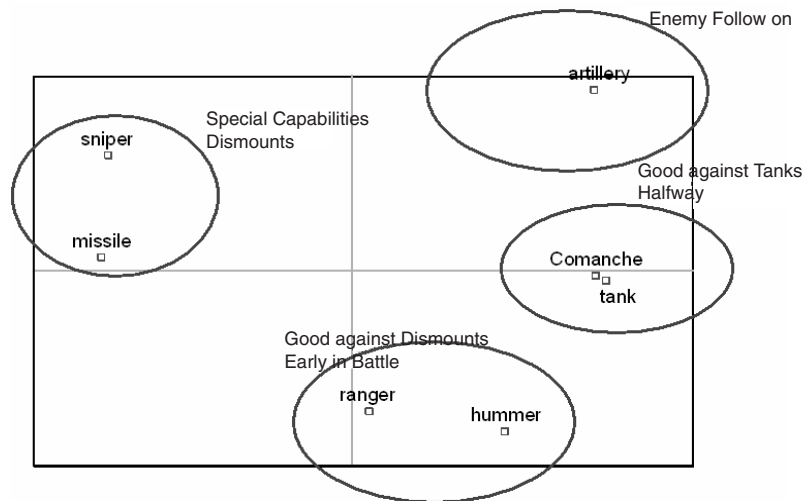 Enemy Follow on
artillery
Special Capabilities
Dismounts
sniper
Good against Tanks
Halfway
missile
Comanche
tank
Good against Dismounts
Early in Battle
ranger
hummer